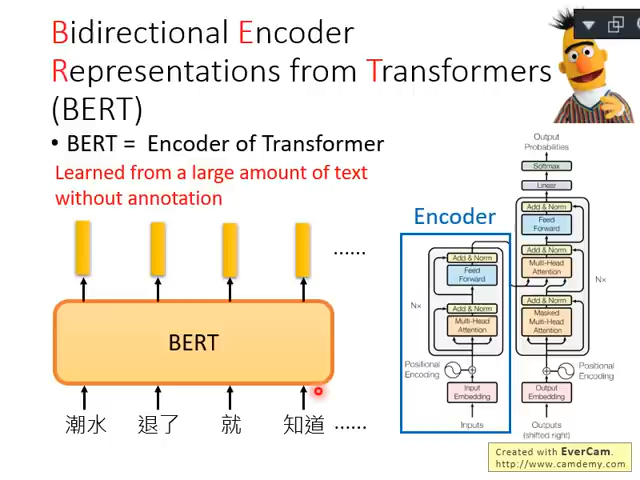 Bidirectional Encoder
Representations from Transformers
(BERT)
• BERT = Encoder of Transformer
Learned from a large amount of text
without annotation
......
BERT
潮水 退了 就 知道 ......
Encoder
Output
Probabilities
Softmax
Linear
Add & Norm
Feed
Forward
Add & Norm
Multi-Head
Attention
Add & Norm
Masked
Multi-Head
Attention
N×
Positional
Encoding
Output
Embedding
Outputs
(shifted right)
Add & Norm
Feed
Forward
Add & Norm
Multi-Head
Attention
N×
Positional
Encoding
Input
Embedding
Inputs
Created with EverCam.
http://www.camdemy.com